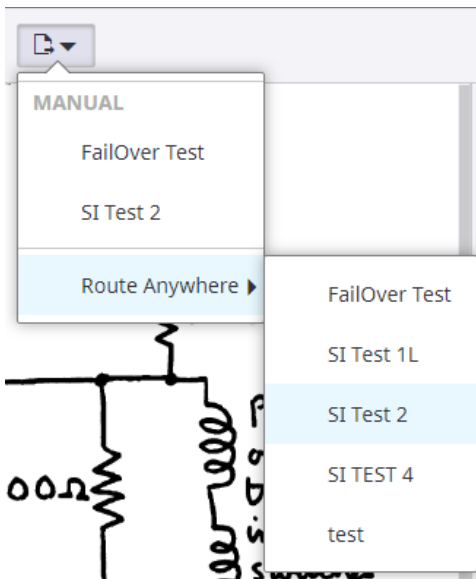 MANUAL
FailOver Test
SI Test 2
Route Anywhere
FailOver Test
SI Test 1L
SI Test 2
SI TEST 4
test
00Ω